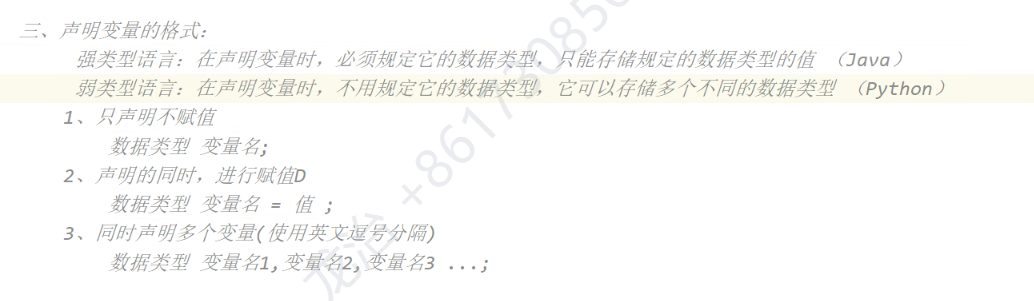 三、声明变量的格式：
强类型语言：在声明变量时，必须规定它的数据类型，只能存储规定的数据类型的值 （Java）
弱类型语言：在声明变量时，不用规定它的数据类型，它可以存储多个不同的数据类型 （Python）
1、只声明不赋值
数据类型 变量名;
2、声明的同时，进行赋值D
数据类型 变量名 = 值 ;
3、同时声明多个变量(使用英文逗号分隔)
数据类型 变量名1,变量名2,变量名3 ...;